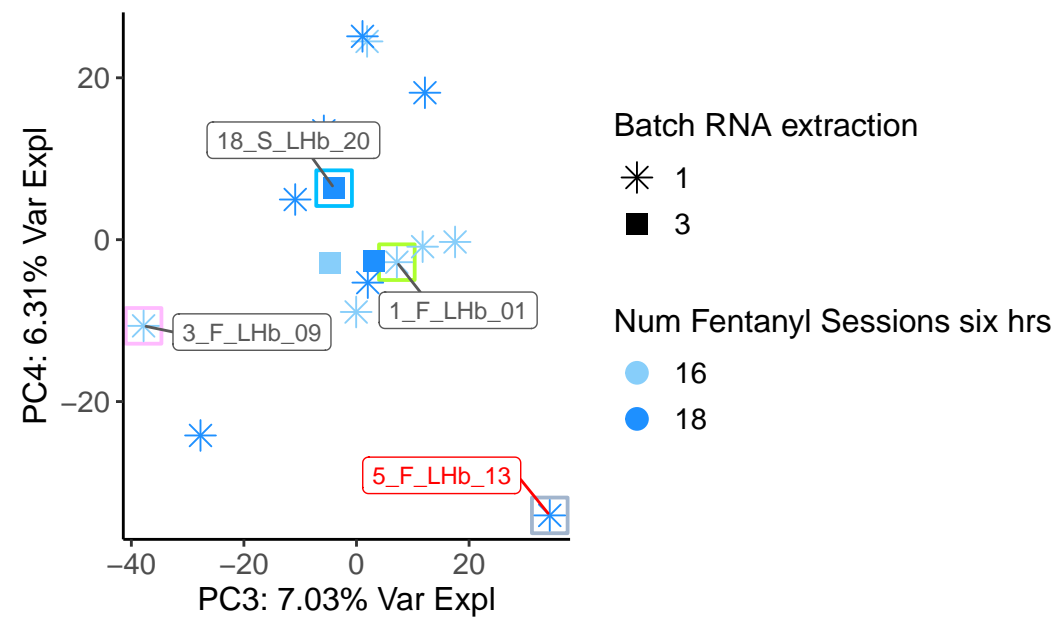 PC4: 6.31% Var Expl
20
0
−20
18_S_LHb_20
1_F_LHb_01
3_F_LHb_09
5_F_LHb_13
−40
−20
0
20
PC3: 7.03% Var Expl
Batch RNA extraction
1
3
Num Fentanyl Sessions six hrs
16
18